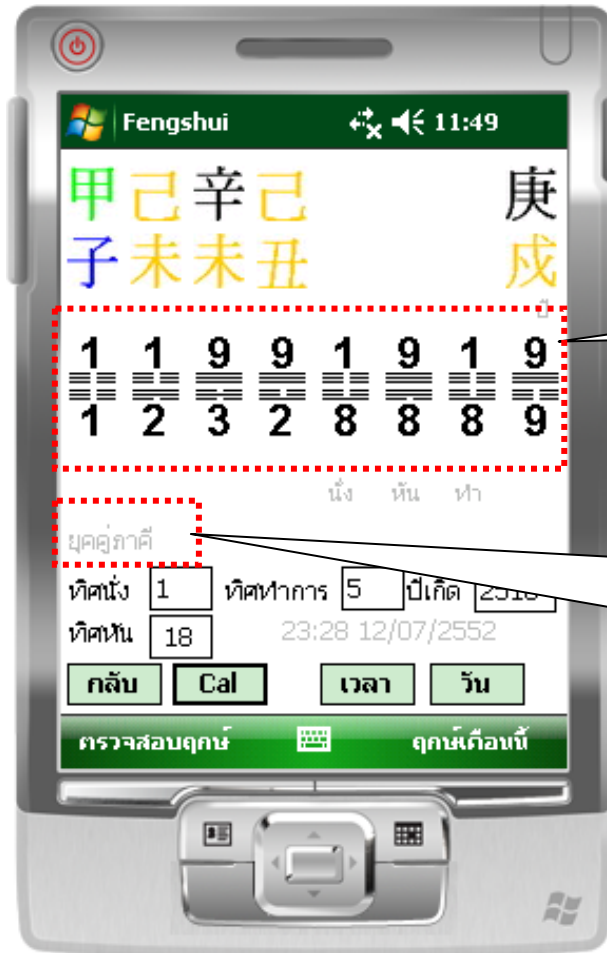 Fengshui 11:49
甲 己 辛 己 庚
子 未 未 丑 戌
ปี
1 1 9 9 1 9 1 9
1 2 3 2 8 8 8 9
นั่ง หัน ทำ
ยุคคู่ภาคี
ทิศนั่ง 1 ทิศทำการ 5 ปีเกิด
ทิศหัน 18 23:28 12/07/2552
กลับ Cal เวลา วัน
ตรวจสอบฤกษ์ ฤกษ์เดือนนี้